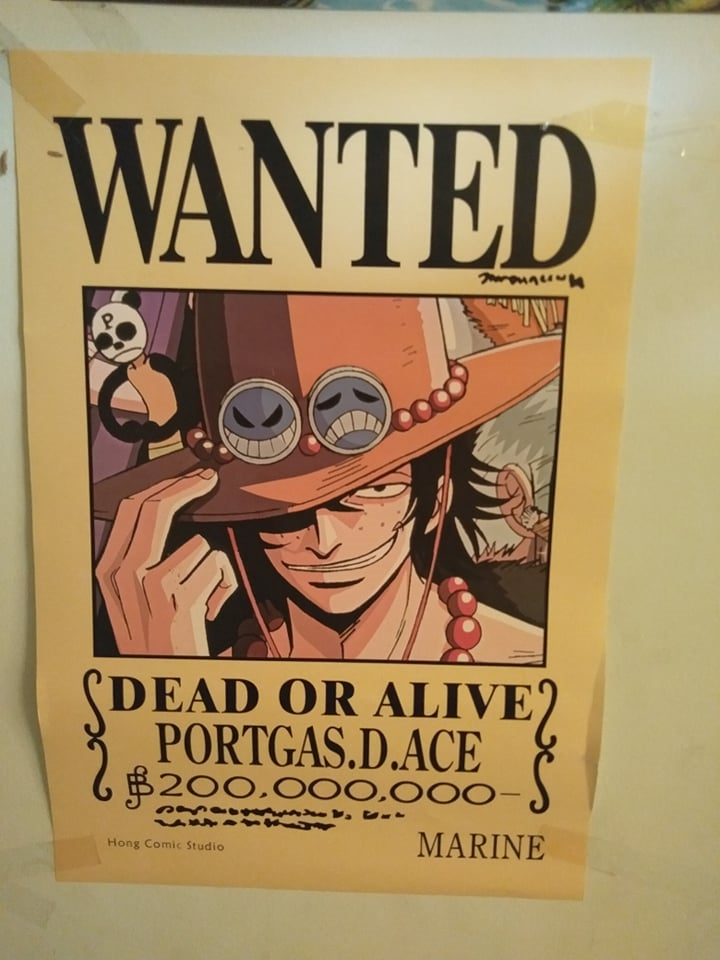 WANTED
P
DEAD OR ALIVE
PORTGAS.D.ACE
฿200,000,000-
Hong Comic Studio
MARINE